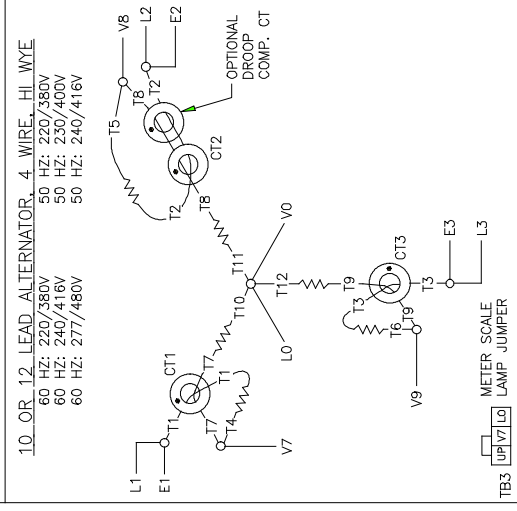 10 OR 12 LEAD ALTERNATOR, 4 WIRE, HI WYE
60 HZ: 220/380V 50 HZ: 220/380V
60 HZ: 240/416V 50 HZ: 230/400V
60 HZ: 277/480V 50 HZ: 240/416V
L1
E1
T1
CT1
T7
T1
T7
T4
V7
T10
T11
T12
L0
V0
T5
T8
V8
L2
T2
E2
T2
CT2
T8
OPTIONAL
DROOP
COMP. CT
T9
T3
CT3
T6
T9
T3
V9
E3
L3
TB3
UP V7 L0
METER SCALE
LAMP JUMPER